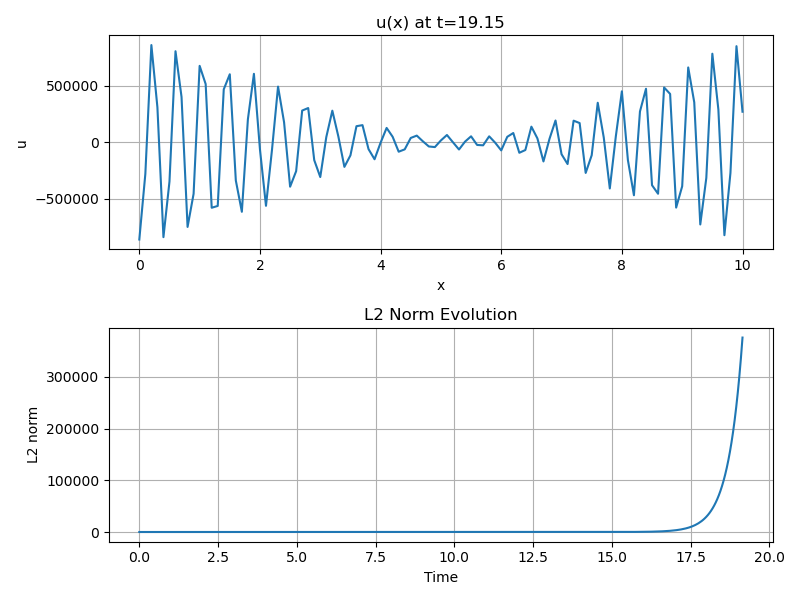 u(x) at t=19.15
500000
0
−500000
u
0 2 4 6 8 10
x
L2 Norm Evolution
300000
200000
100000
0
L2 norm
0.0 2.5 5.0 7.5 10.0 12.5 15.0 17.5 20.0
Time